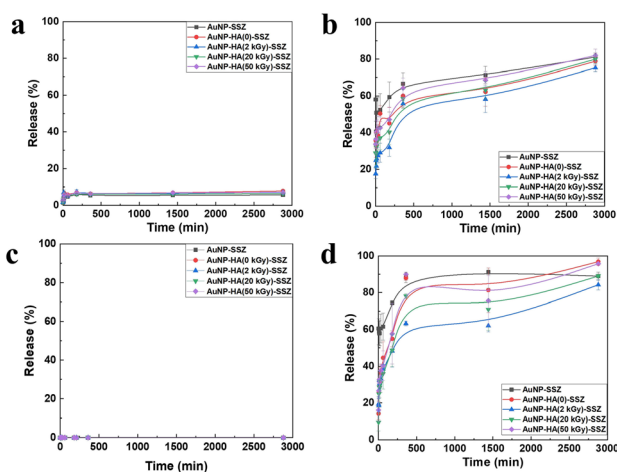 a
100
80
60
40
20
0
Release (%)
AuNP-SSZ
AuNP-HA(0)-SSZ
AuNP-HA(2 kGy)-SSZ
AuNP-HA(20 kGy)-SSZ
AuNP-HA(50 kGy)-SSZ
0 500 1000 1500 2000 2500 3000
Time (min)
b
100
80
60
40
20
0
Release (%)
AuNP-SSZ
AuNP-HA(0)-SSZ
AuNP-HA(2 kGy)-SSZ
AuNP-HA(20 kGy)-SSZ
AuNP-HA(50 kGy)-SSZ
0 500 1000 1500 2000 2500 3000
Time (min)
c
100
80
60
40
20
0
Release (%)
AuNP-SSZ
AuNP-HA(0 kGy)-SSZ
AuNP-HA(2 kGy)-SSZ
AuNP-HA(20 kGy)-SSZ
AuNP-HA(50 kGy)-SSZ
0 500 1000 1500 2000 2500 3000
Time (min)
d
100
80
60
40
20
0
Release (%)
AuNP-SSZ
AuNP-HA(0)-SSZ
AuNP-HA(2 kGy)-SSZ
AuNP-HA(20 kGy)-SSZ
AuNP-HA(50 kGy)-SSZ
0 500 1000 1500 2000 2500 3000
Time (min)